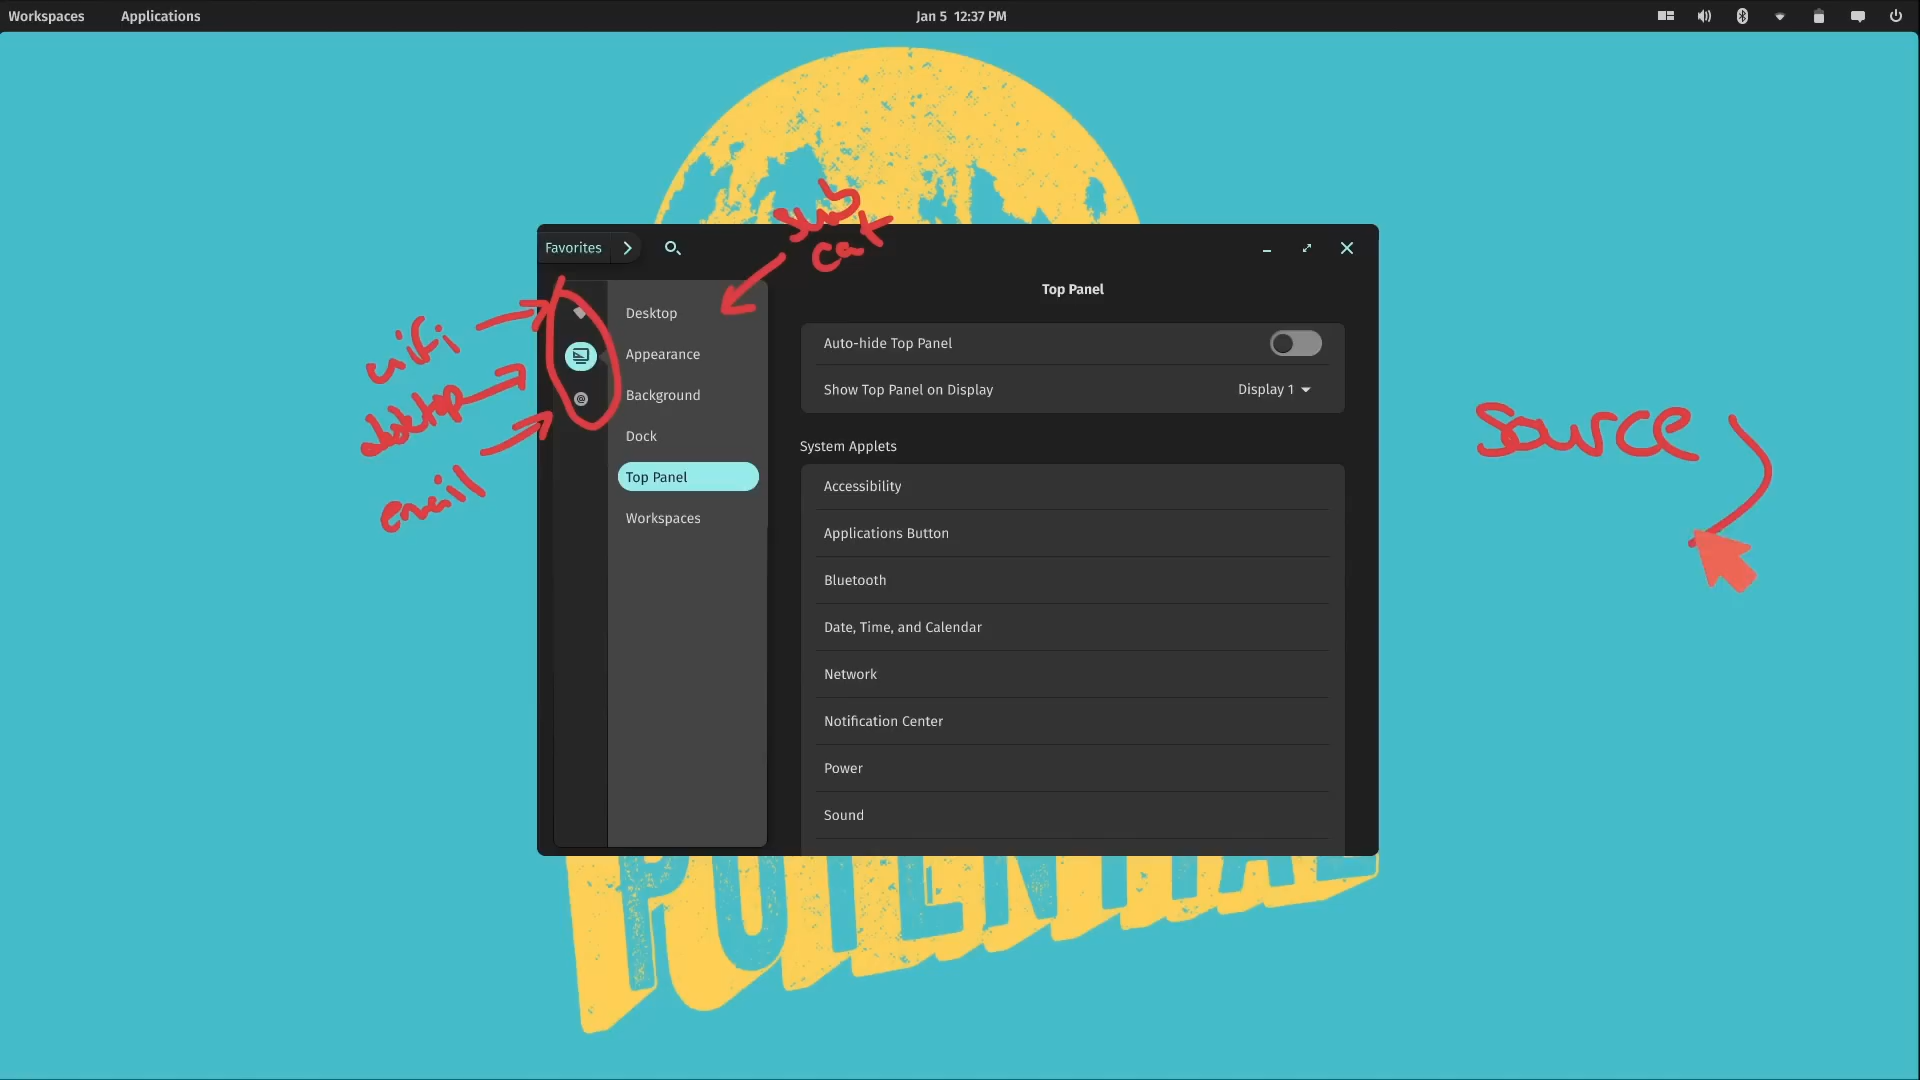 Workspaces Applications Jan 5 12:37 PM
Favorites
sub
cat
Top Panel
wifi
desktop
email
Desktop
Appearance
Background
Dock
Top Panel
Workspaces
Auto-hide Top Panel
Show Top Panel on Display Display 1
System Applets
Accessibility
Applications Button
Bluetooth
Date, Time, and Calendar
Network
Notification Center
Power
Sound
source
POTENTIAL